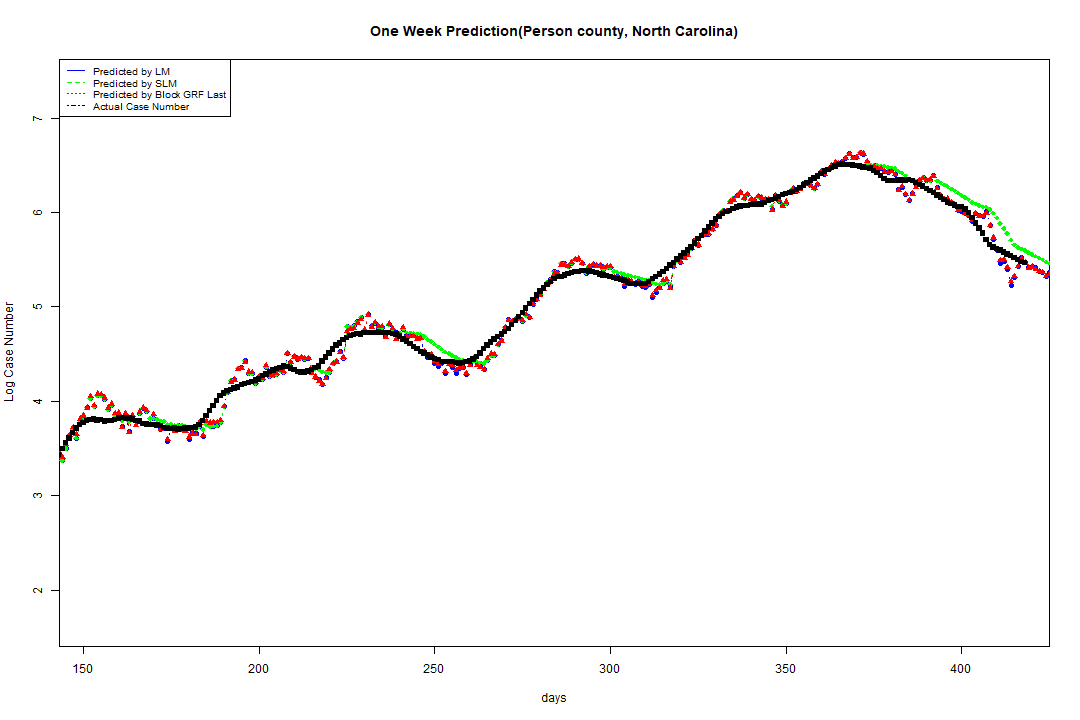 One Week Prediction(Person county, North Carolina)
Predicted by LM
Predicted by SLM
Predicted by Block GRF Last
Actual Case Number
7
6
5
4
3
2
Log Case Number
150 200 250 300 350 400
days